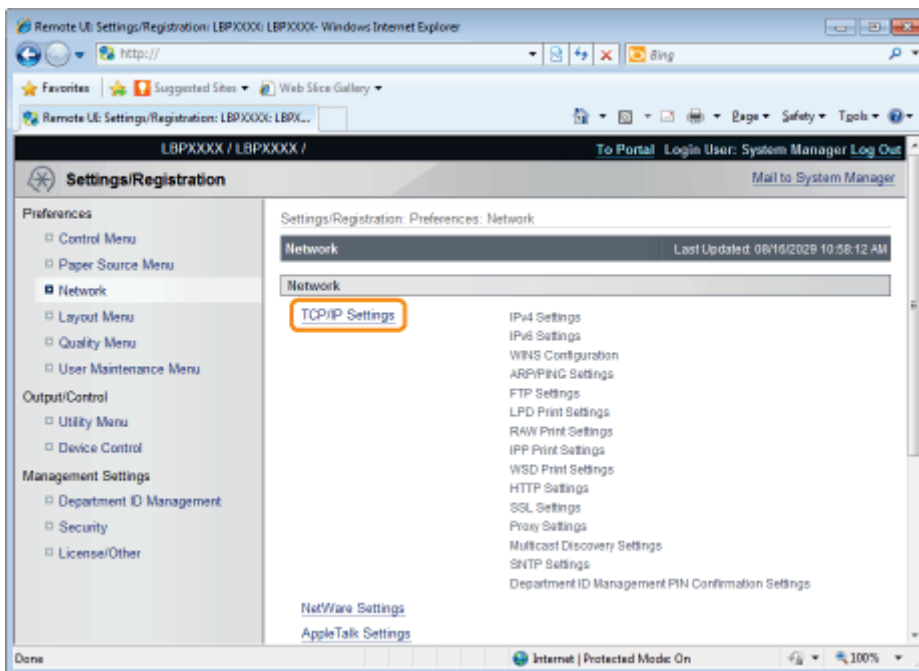 Remote UI: Settings/Registration: LBPXXXX: LBPXXXX- Windows Internet Explorer
http://
Bing
Favorites Suggested Sites Web Slice Gallery
Remote UI: Settings/Registration: LBPXXXX: LBPX...
Page Safety Tools
LBPXXXX / LBPXXXX /
To Portal Login User: System Manager Log Out
Settings/Registration
Mail to System Manager
Preferences
Control Menu
Paper Source Menu
Network
Layout Menu
Quality Menu
User Maintenance Menu
Output/Control
Utility Menu
Device Control
Management Settings
Department ID Management
Security
License/Other
Settings/Registration: Preferences: Network
Network
Last Updated: 08/16/2029 10:58:12 AM
Network
TCP/IP Settings
IPv4 Settings
IPv6 Settings
WINS Configuration
ARP/PING Settings
FTP Settings
LPD Print Settings
RAW Print Settings
IPP Print Settings
WSD Print Settings
HTTP Settings
SSL Settings
Proxy Settings
Multicast Discovery Settings
SNTP Settings
Department ID Management PIN Confirmation Settings
NetWare Settings
AppleTalk Settings
Done
Internet | Protected Mode: On
100%